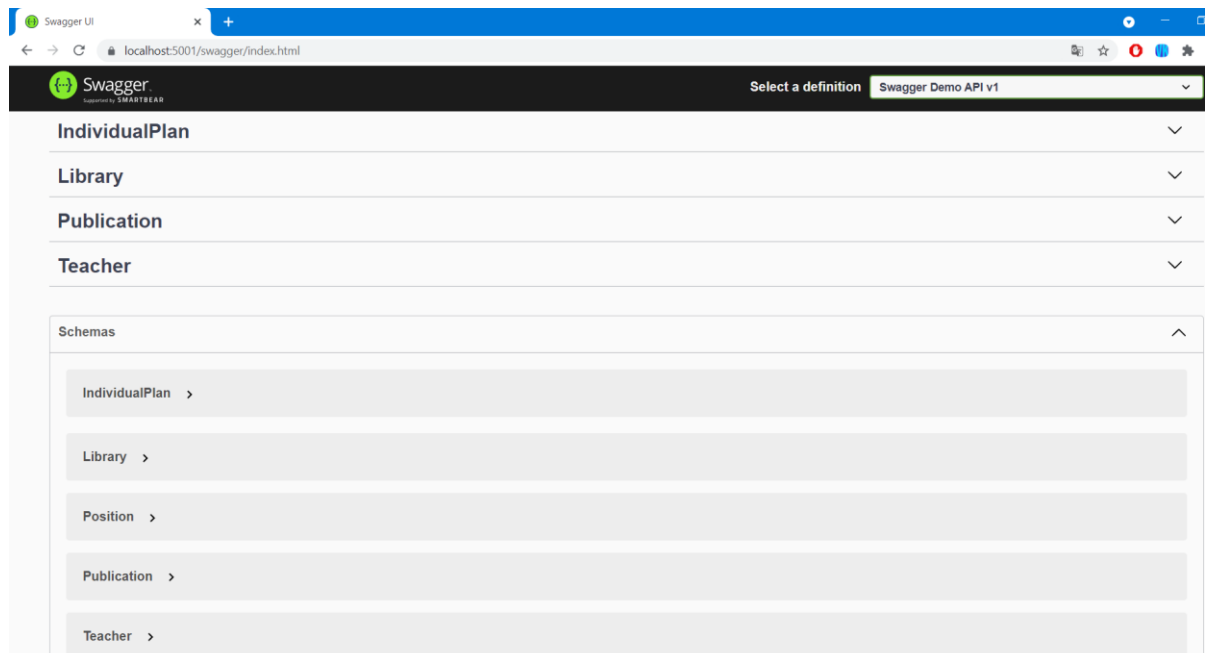 Swagger UI
localhost:5001/swagger/index.html
Swagger.
Supported by SMARTBEAR
Select a definition
Swagger Demo API v1
IndividualPlan
Library
Publication
Teacher
Schemas
IndividualPlan
Library
Position
Publication
Teacher